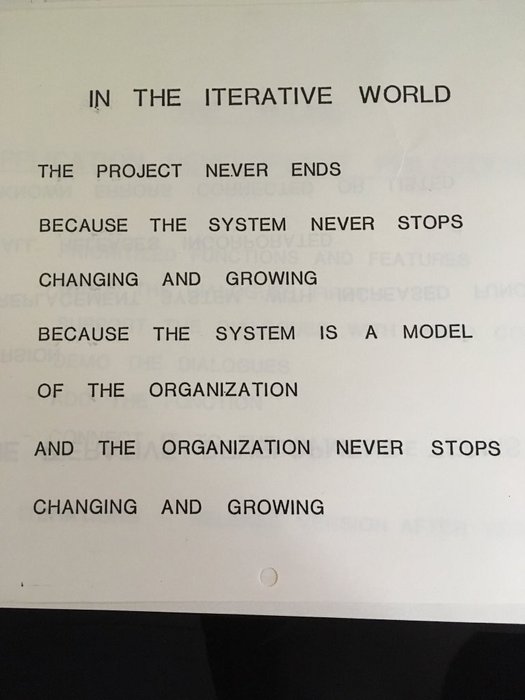 IN THE ITERATIVE WORLD
THE PROJECT NEVER ENDS
BECAUSE THE SYSTEM NEVER STOPS
CHANGING AND GROWING
BECAUSE THE SYSTEM IS A MODEL
OF THE ORGANIZATION
AND THE ORGANIZATION NEVER STOPS
CHANGING AND GROWING